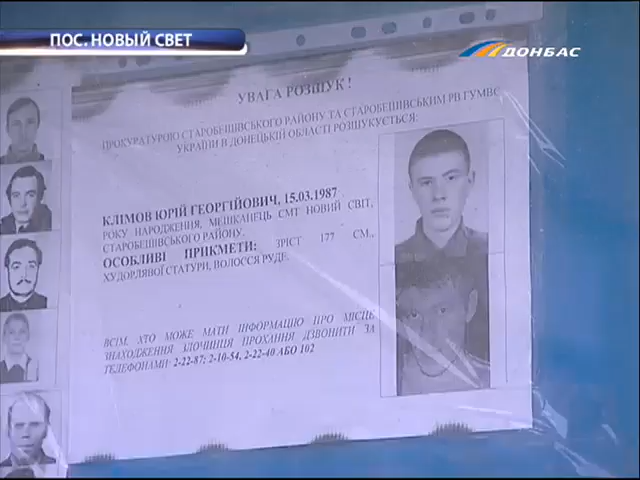 ПОС. НОВЫЙ СВЕТ
ДОНБАС
УВАГА РОЗШУК !
ПРОКУРАТУРОЮ СТАРОБЕШІВСЬКОГО РАЙОНУ ТА СТАРОБЕШІВСЬКИМ РВ ГУМВС
УКРАЇНИ В ДОНЕЦЬКІЙ ОБЛАСТІ РОЗШУКУЄТЬСЯ:
КЛІМОВ ЮРІЙ ГЕОРГІЙОВИЧ, 15.03.1987
РОКУ НАРОДЖЕННЯ, МЕШКАНЕЦЬ СМТ НОВИЙ СВІТ,
СТАРОБЕШІВСЬКОГО РАЙОНУ.
ОСОБЛИВІ ПРИКМЕТИ: ЗРІСТ 177 СМ.,
ХУДОРЛЯВОЇ СТАТУРИ, ВОЛОССЯ РУДЕ.
ВСІМ, ХТО МОЖЕ МАТИ ІНФОРМАЦІЮ ПРО МІСЦЕ
ЗНАХОДЖЕННЯ ЗЛОЧИНЦЯ ПРОХАННЯ ДЗВОНИТИ ЗА
ТЕЛЕФОНАМИ 2-22-87; 2-10-54, 2-22-40 АБО 102